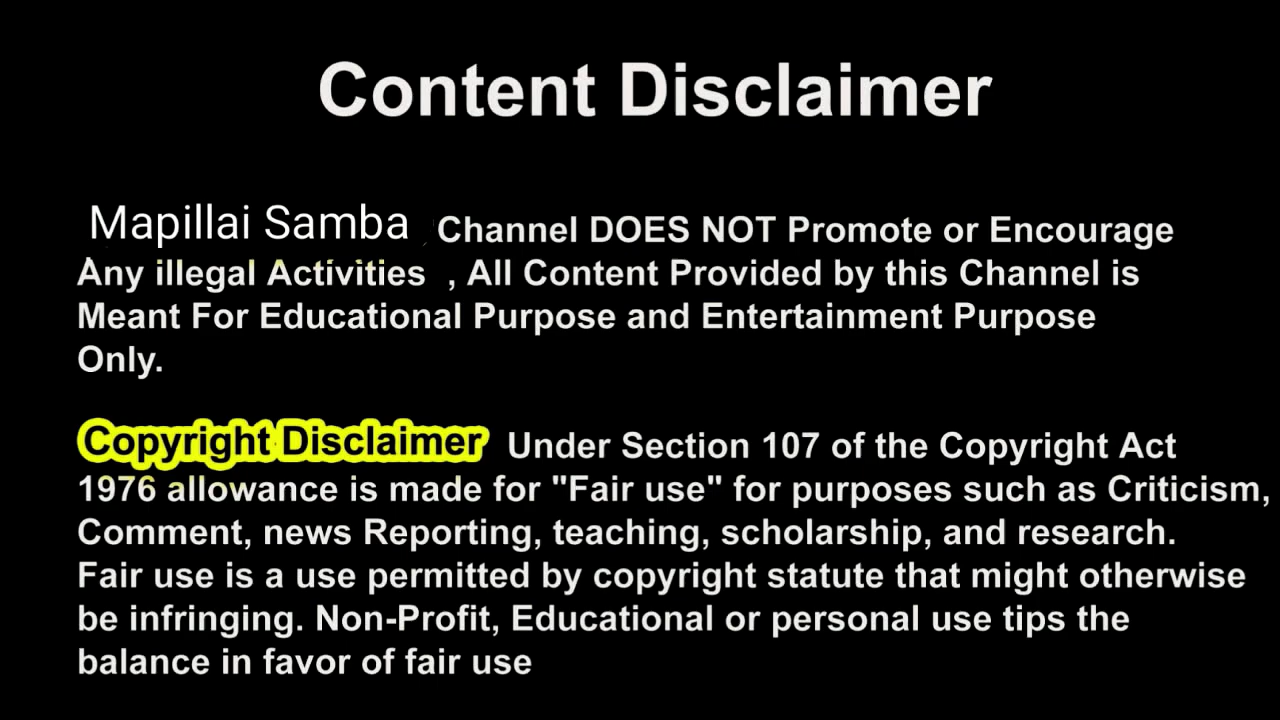 Content Disclaimer
Mapillai Samba Channel DOES NOT Promote or Encourage
Any illegal Activities , All Content Provided by this Channel is
Meant For Educational Purpose and Entertainment Purpose
Only.
Copyright Disclaimer Under Section 107 of the Copyright Act
1976 allowance is made for "Fair use" for purposes such as Criticism,
Comment, news Reporting, teaching, scholarship, and research.
Fair use is a use permitted by copyright statute that might otherwise
be infringing. Non-Profit, Educational or personal use tips the
balance in favor of fair use